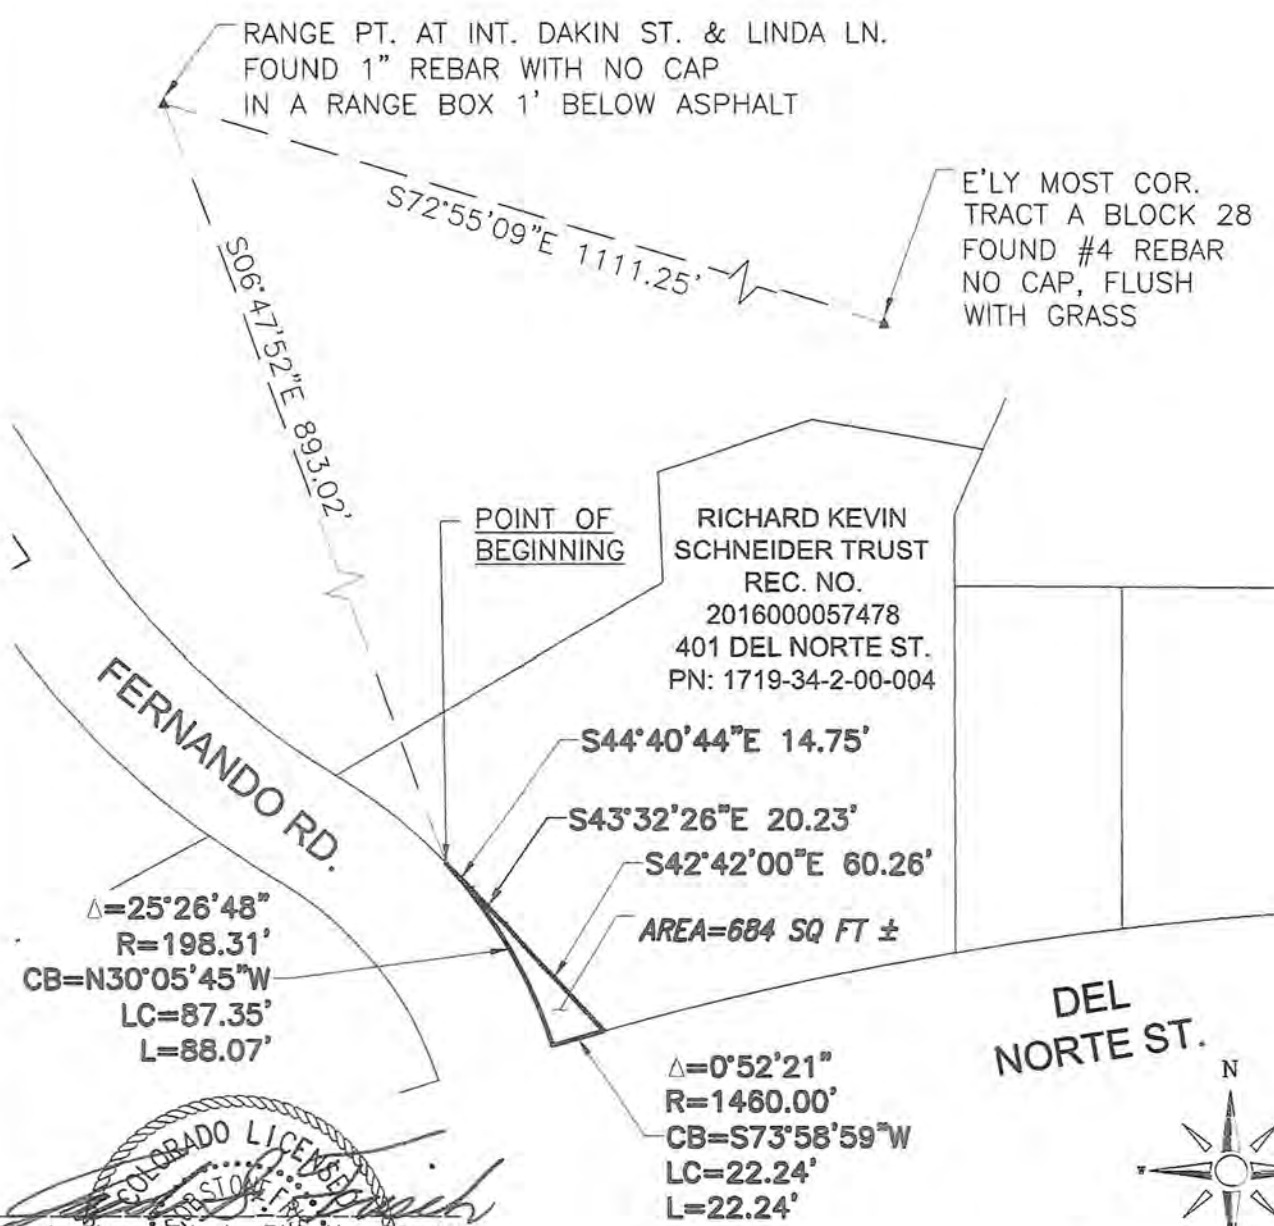 RANGE PT. AT INT. DAKIN ST. & LINDA LN.
FOUND 1" REBAR WITH NO CAP
IN A RANGE BOX 1' BELOW ASPHALT
S72°55'09"E 1111.25'
E'LY MOST COR.
TRACT A BLOCK 28
FOUND #4 REBAR
NO CAP, FLUSH
WITH GRASS
S06°47'52"E 893.02'
POINT OF
BEGINNING
RICHARD KEVIN
SCHNEIDER TRUST
REC. NO.
2016000057478
401 DEL NORTE ST.
PN: 1719-34-2-00-004
FERNANDO RD.
S44°40'44"E 14.75'
S43°32'26"E 20.23'
S42°42'00"E 60.26'
AREA=684 SQ FT ±
Δ=25°26'48"
R=198.31'
CB=N30°05'45"W
LC=87.35'
L=88.07'
DEL
NORTE ST.
Δ=0°52'21"
R=1460.00'
CB=S73°58'59"W
LC=22.24'
L=22.24'
N
COLORADO LICENSED